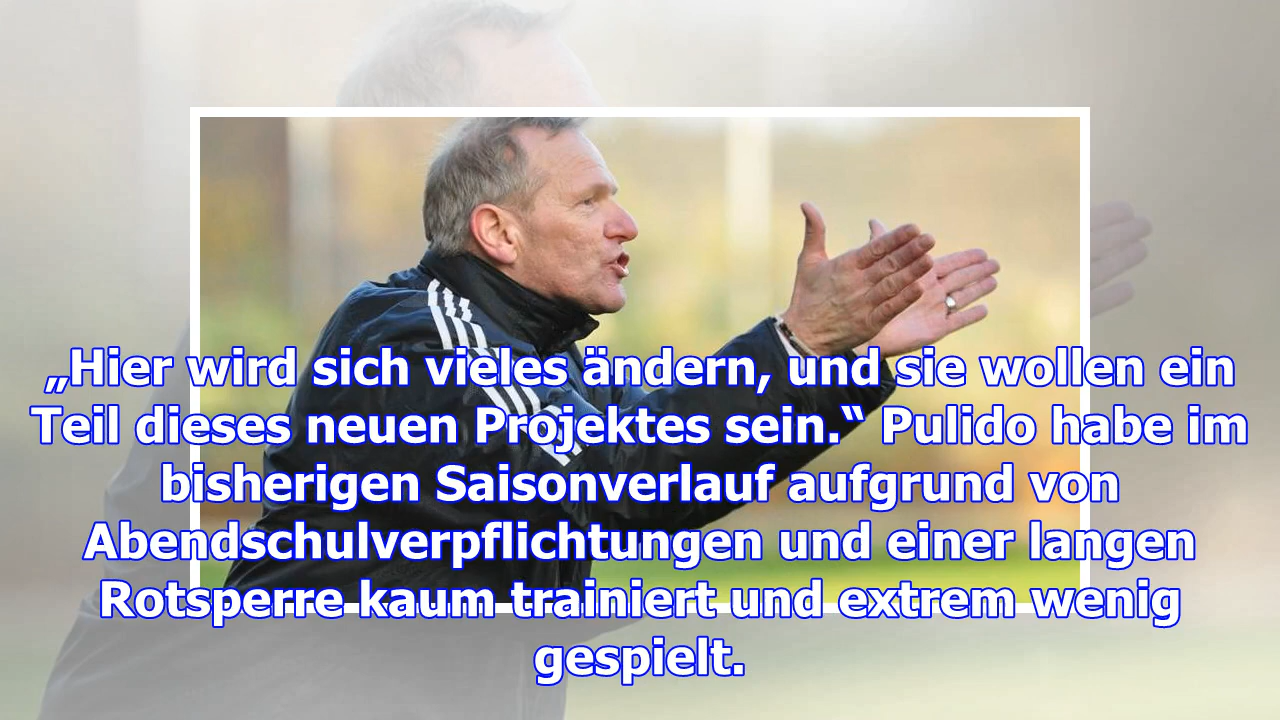 „Hier wird sich vieles ändern, und sie wollen ein
Teil dieses neuen Projektes sein.“ Pulido habe im
bisherigen Saisonverlauf aufgrund von
Abendschulverpflichtungen und einer langen
Rotsperre kaum trainiert und extrem wenig
gespielt.